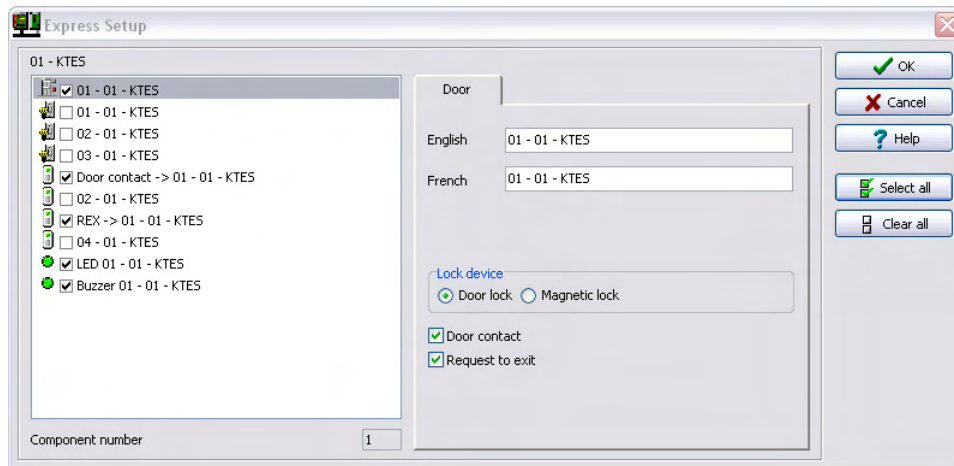 Express Setup
01 - KTES
01 - 01 - KTES
01 - 01 - KTES
02 - 01 - KTES
03 - 01 - KTES
Door contact -> 01 - 01 - KTES
02 - 01 - KTES
REX -> 01 - 01 - KTES
04 - 01 - KTES
LED 01 - 01 - KTES
Buzzer 01 - 01 - KTES
Component number 1
Door
English 01 - 01 - KTES
French 01 - 01 - KTES
Lock device
Door lock Magnetic lock
Door contact
Request to exit
OK
Cancel
Help
Select all
Clear all